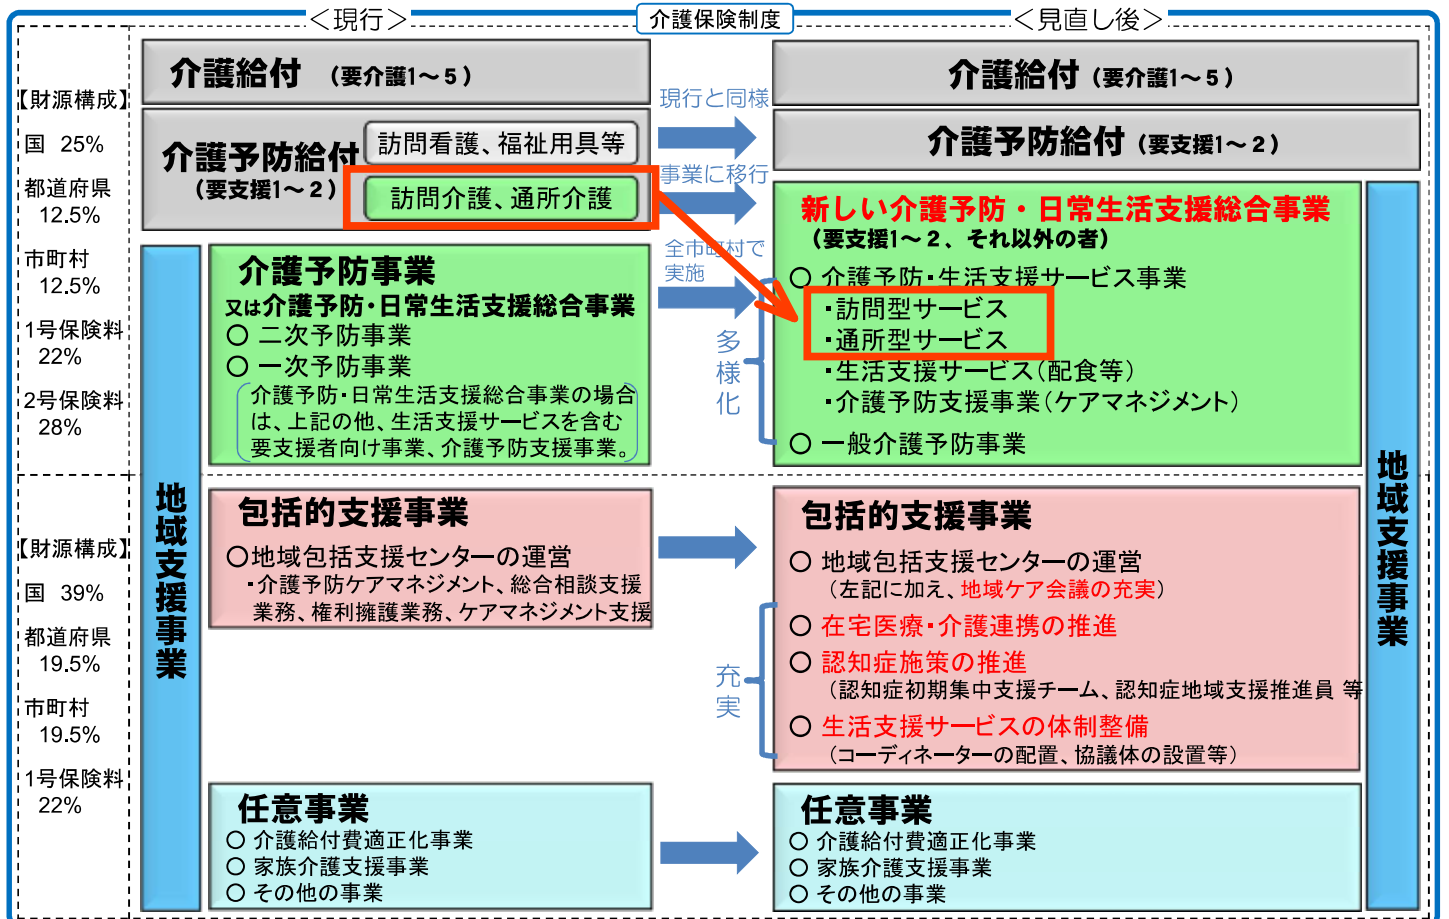 ＜現行＞
介護保険制度
＜見直し後＞
【財源構成】
国 25%
都道府県
12.5%
市町村
12.5%
1号保険料
22%
2号保険料
28%
【財源構成】
国 39%
都道府県
19.5%
市町村
19.5%
1号保険料
22%
介護給付 （要介護1～5）
介護予防給付
（要支援1～2）
訪問看護、福祉用具等
訪問介護、通所介護
地域支援事業
介護予防事業
又は介護予防・日常生活支援総合事業
○ 二次予防事業
○ 一次予防事業
介護予防・日常生活支援総合事業の場合
は、上記の他、生活支援サービスを含む
要支援者向け事業、介護予防支援事業。
包括的支援事業
○地域包括支援センターの運営
・介護予防ケアマネジメント、総合相談支援
業務、権利擁護業務、ケアマネジメント支援
任意事業
○ 介護給付費適正化事業
○ 家族介護支援事業
○ その他の事業
現行と同様
事業に移行
全市町村で
実施
多様化
充実
介護給付 （要介護1～5）
介護予防給付 （要支援1～2）
新しい介護予防・日常生活支援総合事業
（要支援1～2、それ以外の者）
○ 介護予防・生活支援サービス事業
・訪問型サービス
・通所型サービス
・生活支援サービス（配食等）
・介護予防支援事業（ケアマネジメント）
○ 一般介護予防事業
包括的支援事業
○ 地域包括支援センターの運営
（左記に加え、地域ケア会議の充実）
○ 在宅医療・介護連携の推進
○ 認知症施策の推進
（認知症初期集中支援チーム、認知症地域支援推進員 等
○ 生活支援サービスの体制整備
（コーディネーターの配置、協議体の設置等）
任意事業
○ 介護給付費適正化事業
○ 家族介護支援事業
○ その他の事業
地域支援事業